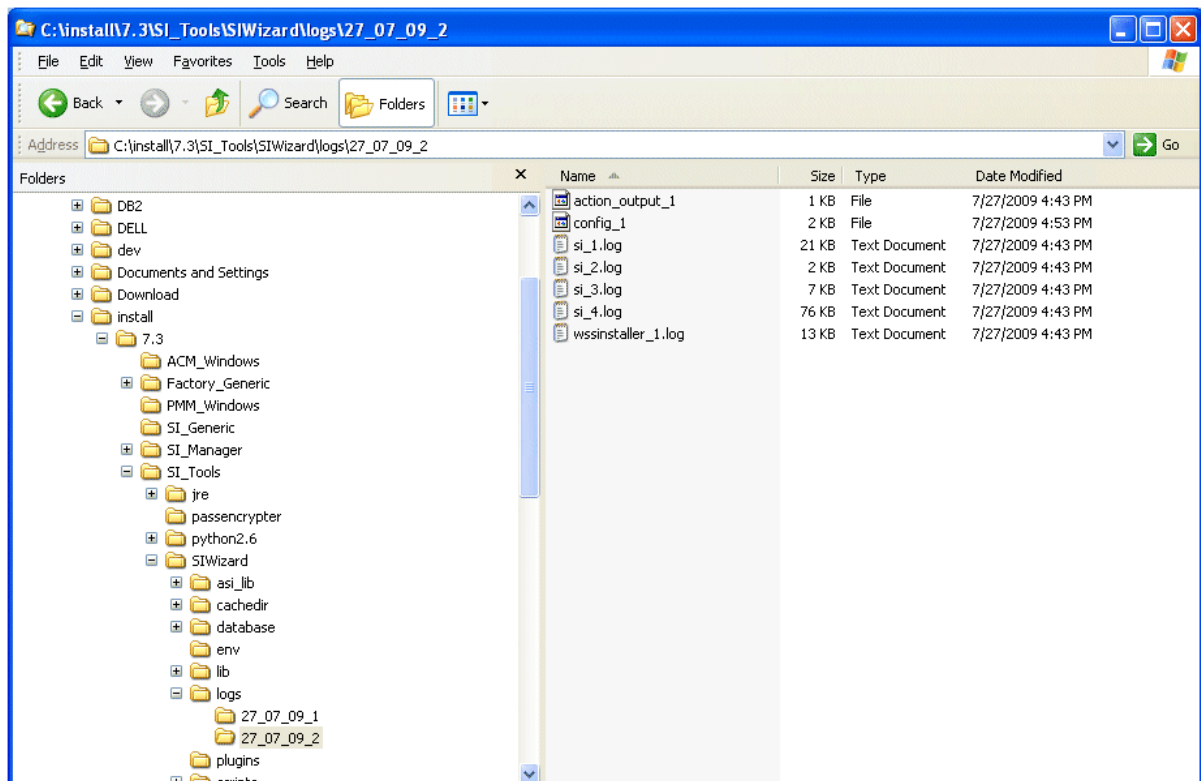 C:\install\7.3\SI_Tools\SIWizard\logs\27_07_09_2
File Edit View Favorites Tools Help
Back Search Folders
Address C:\install\7.3\SI_Tools\SIWizard\logs\27_07_09_2 Go
Folders
DB2
DELL
dev
Documents and Settings
Download
install
7.3
ACM_Windows
Factory_Generic
PMM_Windows
SI_Generic
SI_Manager
SI_Tools
jre
passencrypter
python2.6
SIWizard
asi_lib
cachedir
database
env
lib
logs
27_07_09_1
27_07_09_2
plugins
Name Size Type Date Modified
action_output_1 1 KB File 7/27/2009 4:43 PM
config_1 2 KB File 7/27/2009 4:53 PM
si_1.log 21 KB Text Document 7/27/2009 4:43 PM
si_2.log 2 KB Text Document 7/27/2009 4:43 PM
si_3.log 7 KB Text Document 7/27/2009 4:43 PM
si_4.log 76 KB Text Document 7/27/2009 4:43 PM
wssinstaller_1.log 13 KB Text Document 7/27/2009 4:43 PM